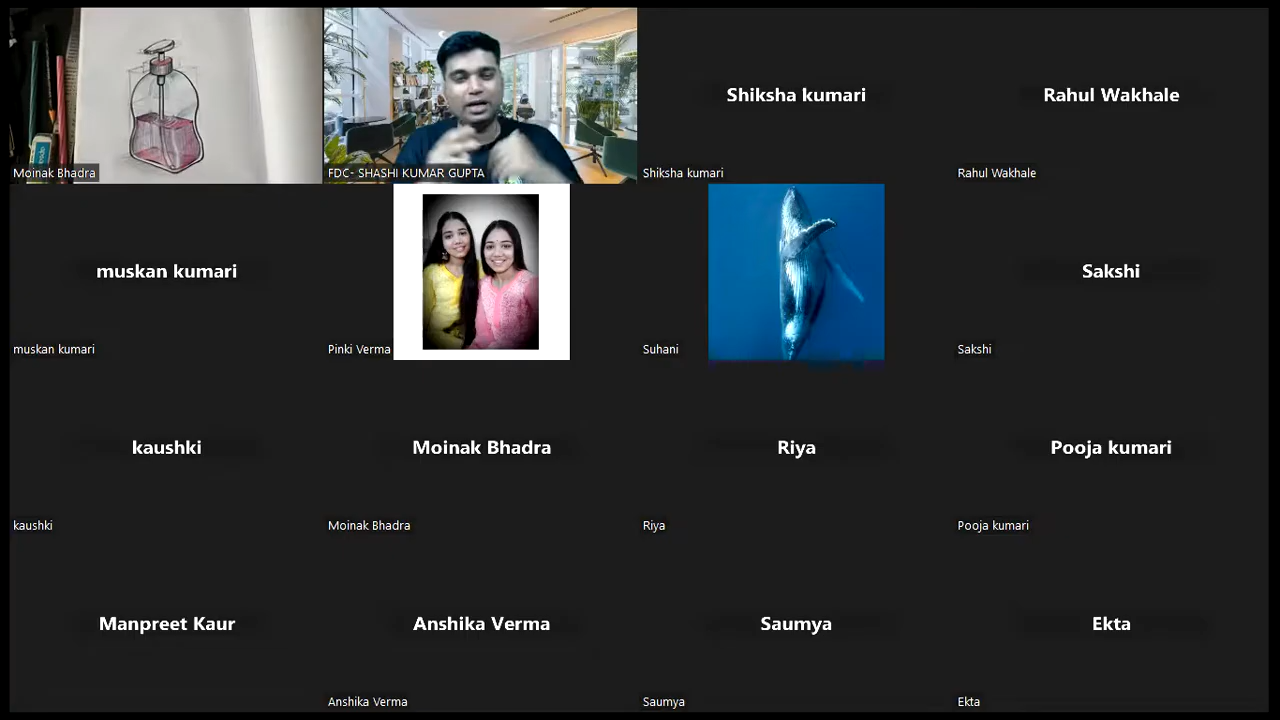 Moinak Bhadra
FDC- SHASHI KUMAR GUPTA
Shiksha kumari
Shiksha kumari
Rahul Wakhale
Rahul Wakhale
muskan kumari
muskan kumari
Pinki Verma
Suhani
Sakshi
Sakshi
kaushki
kaushki
Moinak Bhadra
Moinak Bhadra
Riya
Riya
Pooja kumari
Pooja kumari
Manpreet Kaur
Anshika Verma
Anshika Verma
Saumya
Saumya
Ekta
Ekta